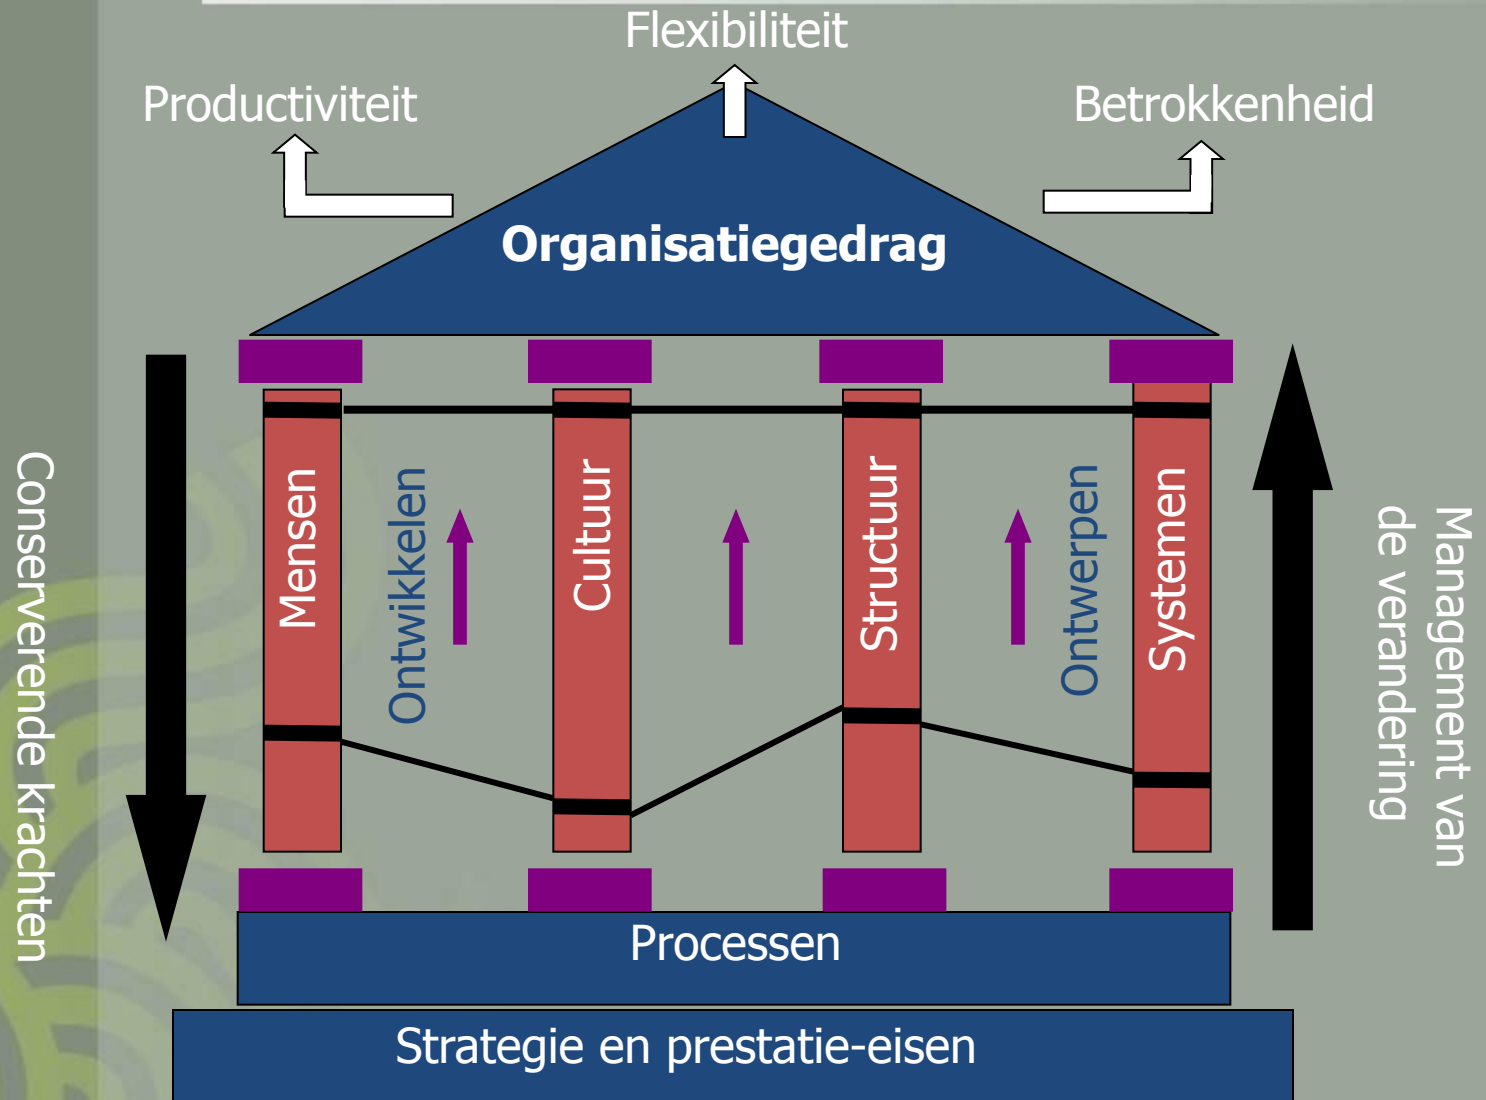 Flexibiliteit
Productiviteit
Betrokkenheid
Organisatiegedrag
Conserverende krachten
Mensen
Ontwikkelen
Cultuur
Structuur
Ontwerpen
Systemen
Management van
de verandering
Processen
Strategie en prestatie-eisen